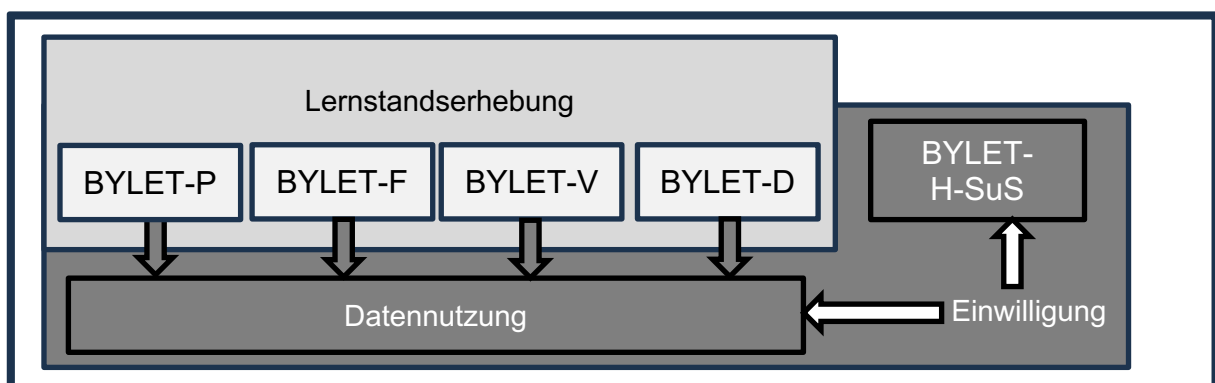 Lernstandserhebung
BYLET-P
BYLET-F
BYLET-V
BYLET-D
BYLET-
H-SuS
Datennutzung
Einwilligung